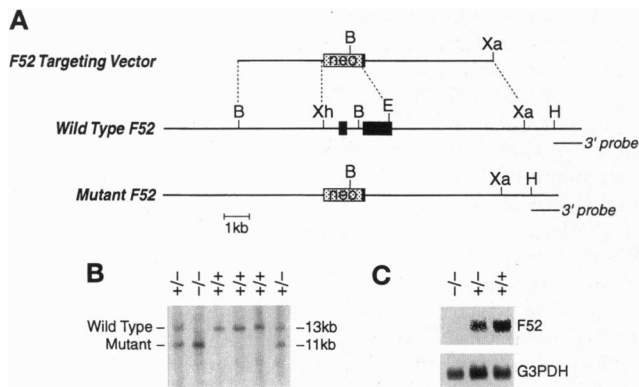 A
B
Xa
F52 Targeting Vector
neo
B
Xh
B
E
Xa
H
Wild Type F52
3' probe
B
Xa
H
Mutant F52
neo
3' probe
1kb
B
+/- -/- +/+ +/+ +/+ +/-
Wild Type – –13kb
Mutant – –11kb
C
-/- +/- +/+
F52
G3PDH